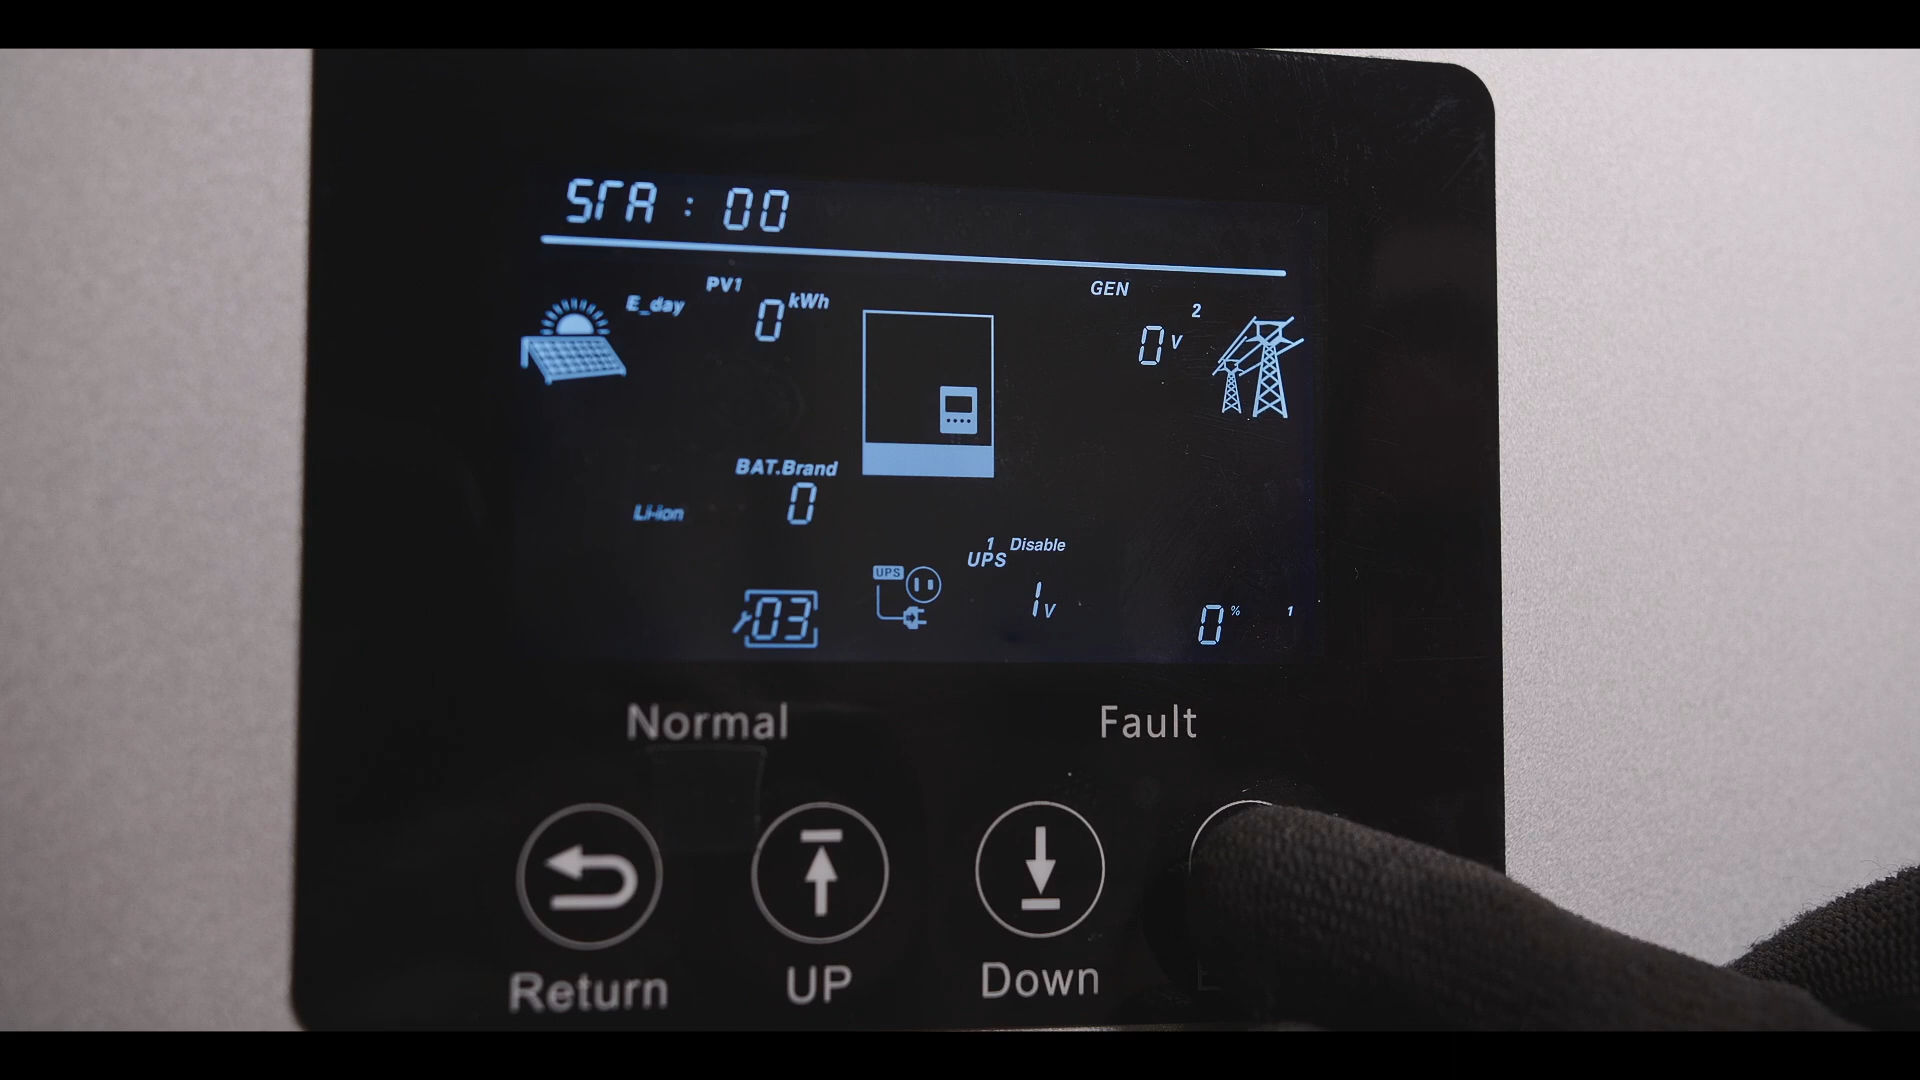 STA : 00
PV1
E_day 0 kWh
GEN
2
0 V
BAT.Brand
Li-ion 0
1 Disable
UPS
UPS
1 V
03
0 %
1
Normal Fault
Return UP Down